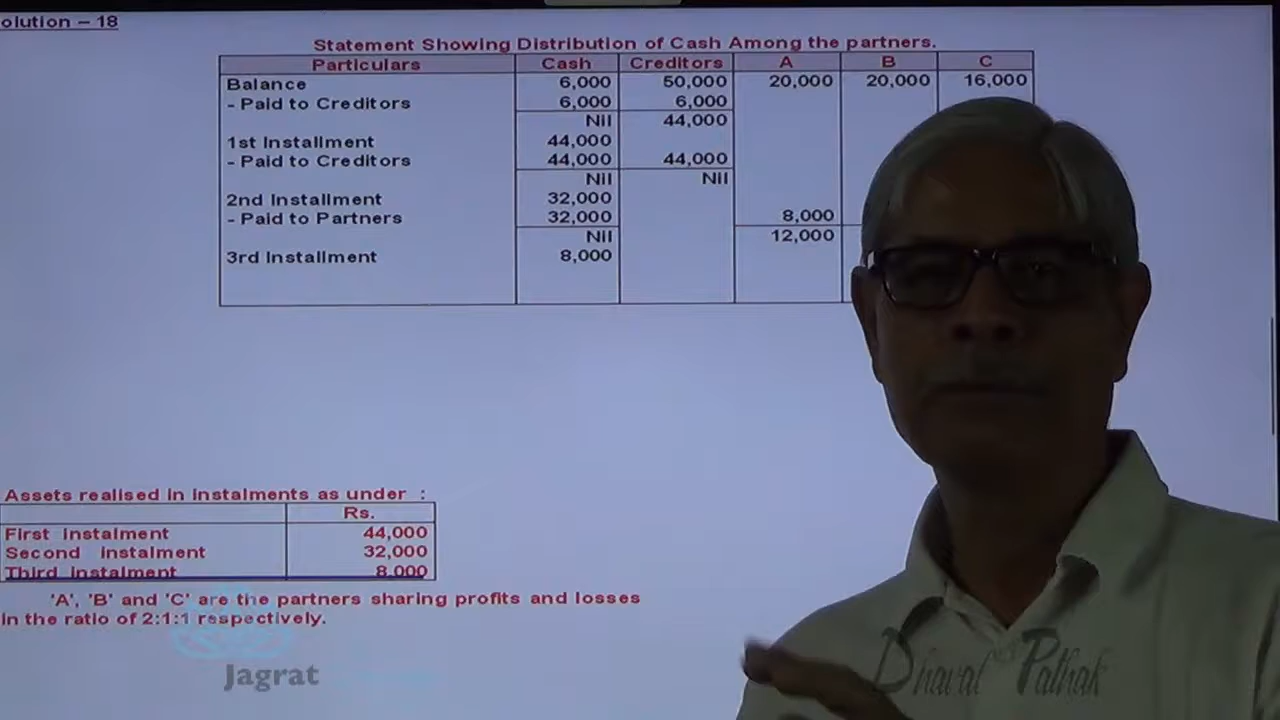 olution – 18
Statement Showing Distribution of Cash Among the partners.
Particulars Cash Creditors A B C
Balance 6,000 50,000 20,000 20,000 16,000
- Paid to Creditors 6,000 6,000
Nil 44,000
1st Installment 44,000
- Paid to Creditors 44,000 44,000
Nil Nil
2nd Installment 32,000
- Paid to Partners 32,000 8,000
Nil 12,000
3rd Installment 8,000
Assets realised in instalments as under :
Rs.
First instalment 44,000
Second instalment 32,000
Third instalment 8,000
'A', 'B' and 'C' are the partners sharing profits and losses
in the ratio of 2:1:1 respectively.
Jagrat
Dhaval Pathak